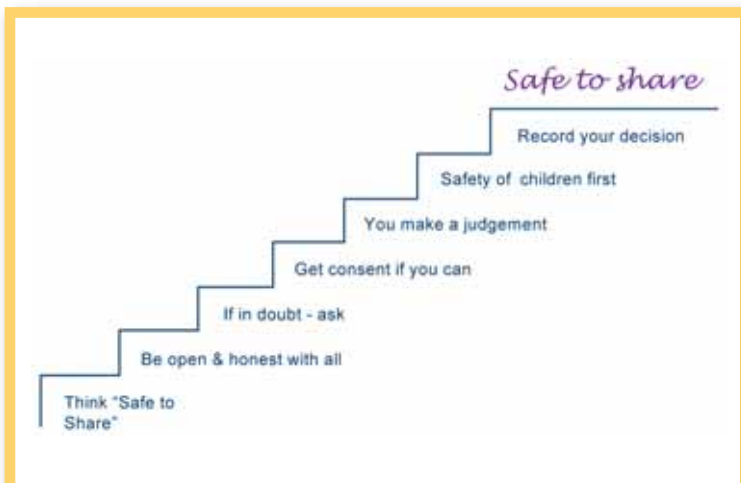 Safe to share
Record your decision
Safety of children first
You make a judgement
Get consent if you can
If in doubt - ask
Be open & honest with all
Think "Safe to
Share"